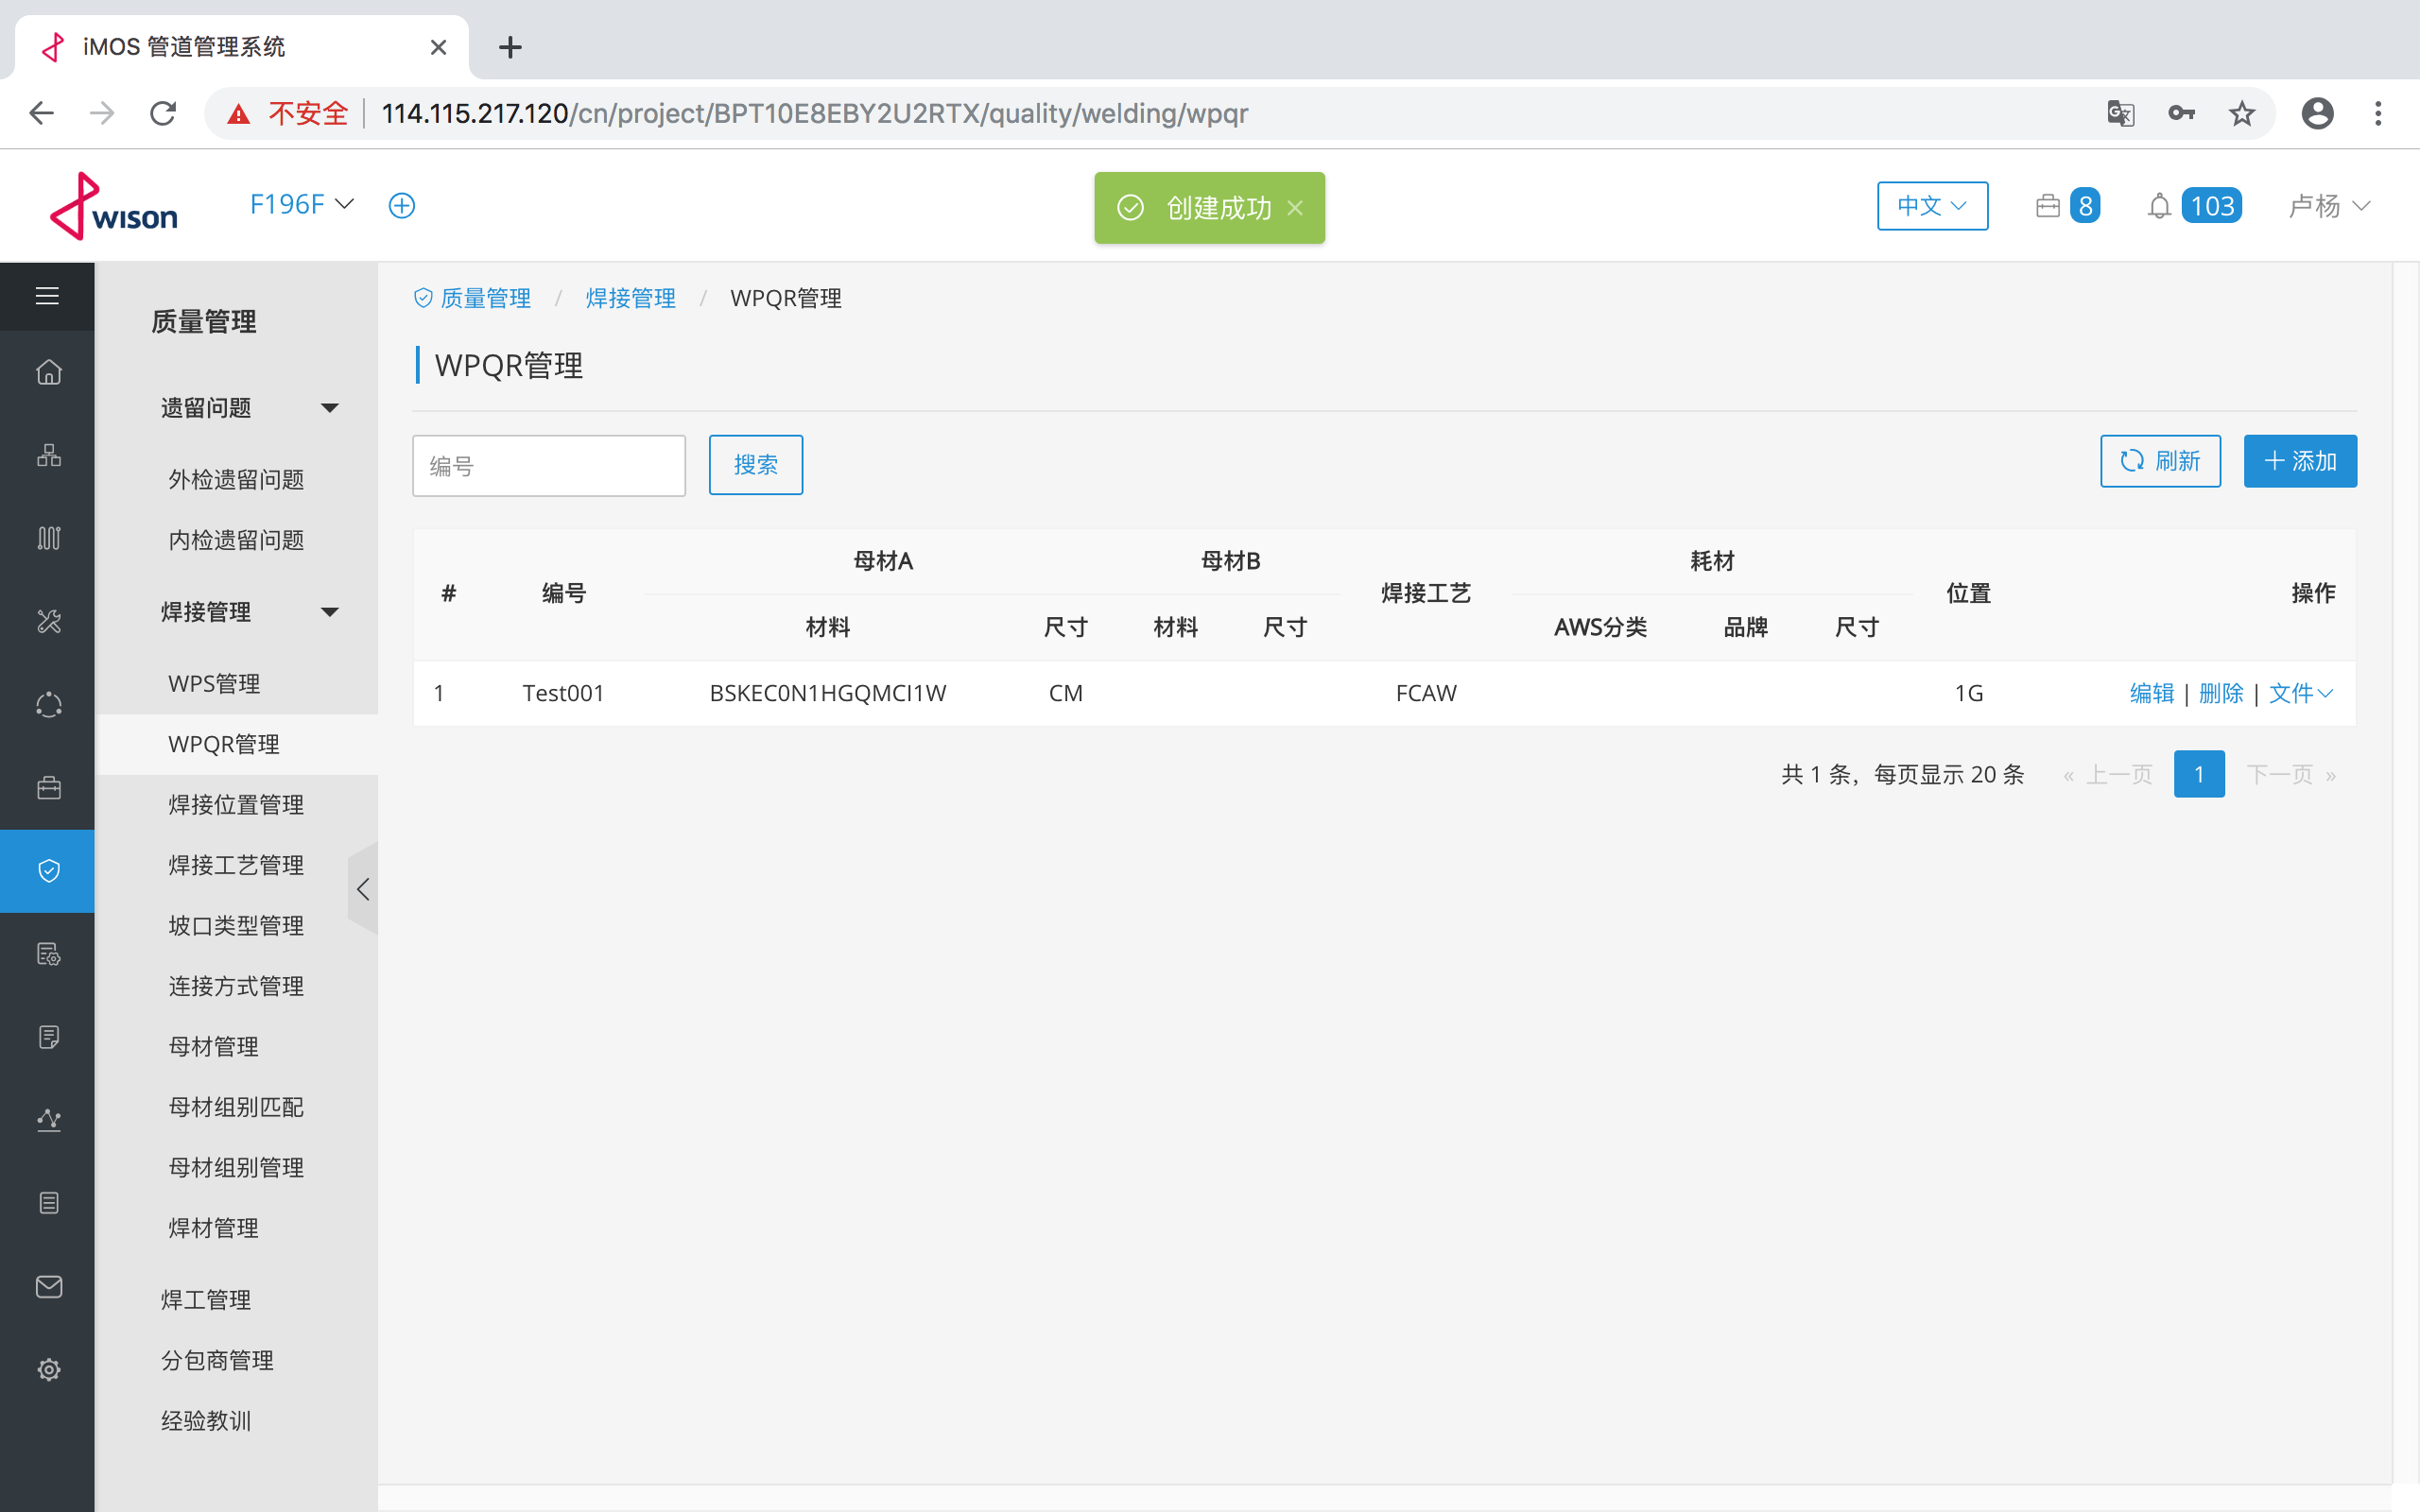 iMOS 管道管理系统
不安全 114.115.217.120/cn/project/BPT10E8EBY2U2RTX/quality/welding/wpqr
wison F196F 创建成功 中文 8 103 卢杨
质量管理
遗留问题
外检遗留问题
内检遗留问题
焊接管理
WPS管理
WPQR管理
焊接位置管理
焊接工艺管理
坡口类型管理
连接方式管理
母材管理
母材组别匹配
母材组别管理
焊材管理
焊工管理
分包商管理
经验教训
质量管理 / 焊接管理 / WPQR管理
WPQR管理
编号 搜索 刷新 添加
母材A 母材B 耗材
# 编号 焊接工艺 位置 操作
材料 尺寸 材料 尺寸 AWS分类 品牌 尺寸
1 Test001 BSKEC0N1HGQMCI1W CM FCAW 1G 编辑 | 删除 | 文件
共 1 条，每页显示 20 条 « 上一页 1 下一页 »